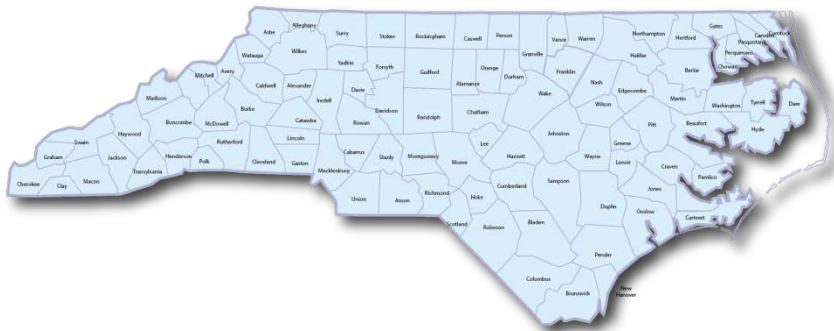 Ashe
Alleghany
Surry
Stokes
Rockingham
Caswell
Person
Granville
Vance
Warren
Northampton
Gates
Hertford
Halifax
Camden
Currituck
Pasquotank
Perquimans
Chowan
Watauga
Wilkes
Yadkin
Forsyth
Guilford
Alamance
Orange
Durham
Franklin
Nash
Edgecombe
Bertie
Mitchell
Avery
Caldwell
Alexander
Iredell
Davie
Davidson
Randolph
Chatham
Wake
Wilson
Martin
Washington
Tyrrell
Dare
Madison
Buncombe
McDowell
Burke
Catawba
Rowan
Johnston
Greene
Pitt
Beaufort
Hyde
Haywood
Swain
Graham
Jackson
Henderson
Rutherford
Polk
Cleveland
Lincoln
Gaston
Mecklenburg
Cabarrus
Stanly
Montgomery
Moore
Lee
Harnett
Wayne
Lenoir
Craven
Pamlico
Cherokee
Clay
Macon
Transylvania
Union
Anson
Richmond
Hoke
Cumberland
Sampson
Duplin
Jones
Onslow
Carteret
Scotland
Robeson
Bladen
Pender
Columbus
Brunswick
New
Hanover